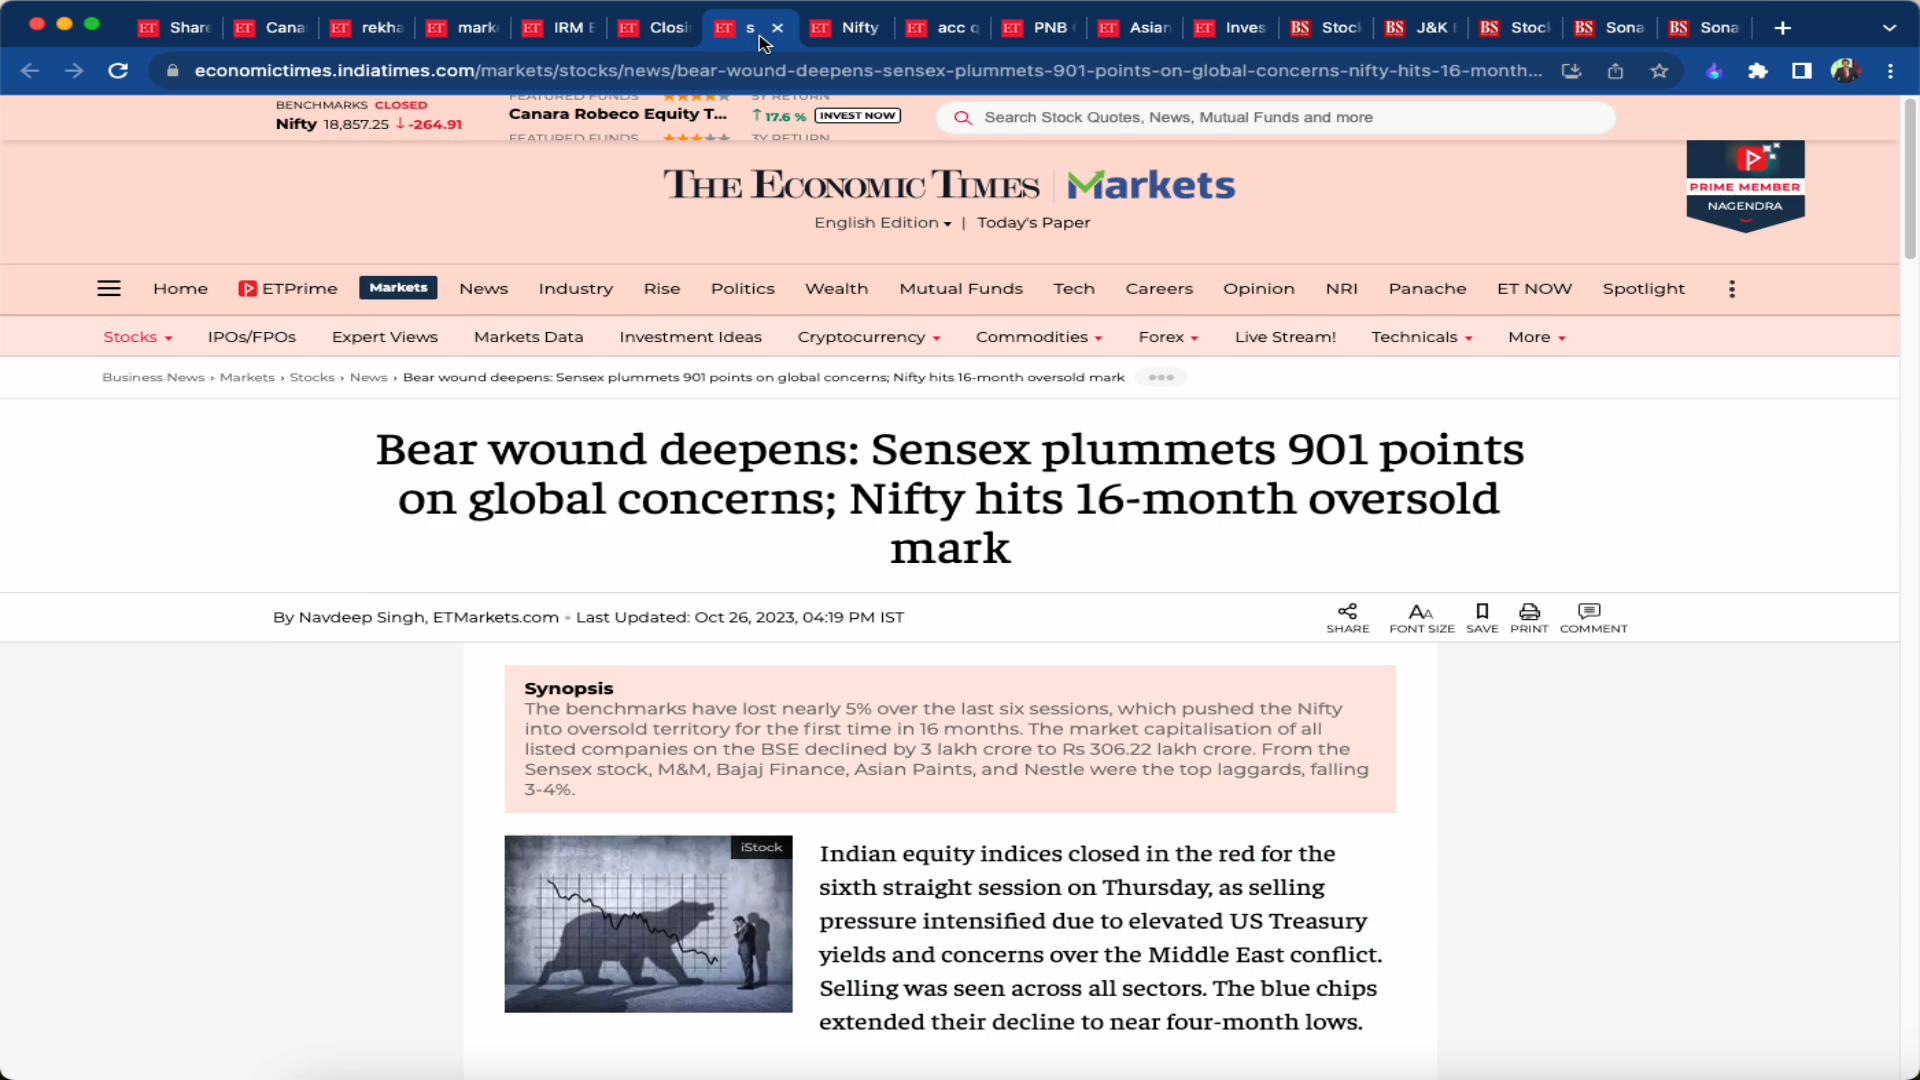 Share
Cana
rekha
mark
IRM E
Closi
s
Nifty
acc q
PNB
Asian
Inves
Stoc
J&K
Stoc
Sona
Sona
economictimes.indiatimes.com/markets/stocks/news/bear-wound-deepens-sensex-plummets-901-points-on-global-concerns-nifty-hits-16-month...
BENCHMARKS CLOSED
Nifty 18,857.25 ↓ -264.91
FEATURED FUNDS ★★★★★ 5Y RETURN
Canara Robeco Equity T... ↑ 17.6 % INVEST NOW
FEATURED FUNDS ★★★★★ 3Y RETURN
Search Stock Quotes, News, Mutual Funds and more
THE ECONOMIC TIMES | Markets
English Edition | Today's Paper
PRIME MEMBER
NAGENDRA
Home ETPrime Markets News Industry Rise Politics Wealth Mutual Funds Tech Careers Opinion NRI Panache ET NOW Spotlight
Stocks IPOs/FPOs Expert Views Markets Data Investment Ideas Cryptocurrency Commodities Forex Live Stream! Technicals More
Business News › Markets › Stocks › News › Bear wound deepens: Sensex plummets 901 points on global concerns; Nifty hits 16-month oversold mark
Bear wound deepens: Sensex plummets 901 points
on global concerns; Nifty hits 16-month oversold
mark
By Navdeep Singh, ETMarkets.com • Last Updated: Oct 26, 2023, 04:19 PM IST
SHARE FONT SIZE SAVE PRINT COMMENT
Synopsis
The benchmarks have lost nearly 5% over the last six sessions, which pushed the Nifty
into oversold territory for the first time in 16 months. The market capitalisation of all
listed companies on the BSE declined by 3 lakh crore to Rs 306.22 lakh crore. From the
Sensex stock, M&M, Bajaj Finance, Asian Paints, and Nestle were the top laggards, falling
3-4%.
iStock
Indian equity indices closed in the red for the
sixth straight session on Thursday, as selling
pressure intensified due to elevated US Treasury
yields and concerns over the Middle East conflict.
Selling was seen across all sectors. The blue chips
extended their decline to near four-month lows.